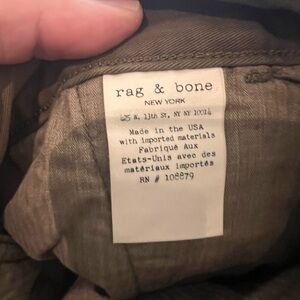 rag & bone
NEW YORK
425 W. 13th St, NY NY 10014
Made in the USA
with imported materials
Fabriqué Aux
Etats-Unis avec des
matériaux importés
RN # 108879